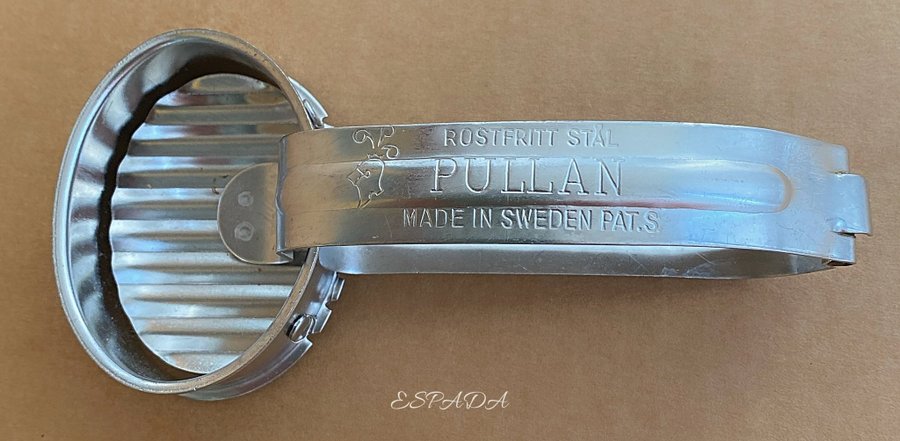 ROSTFRITT STÅL
PULLAN
MADE IN SWEDEN PAT.S.
ESPADA